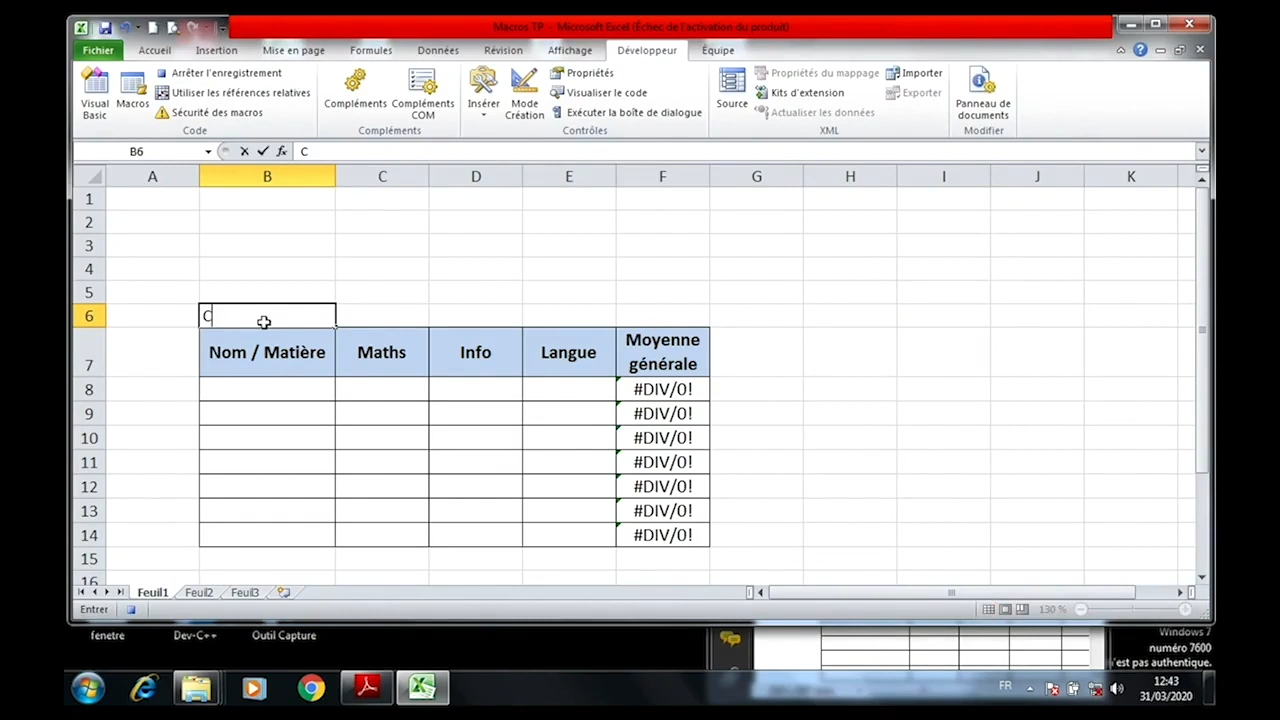 Macros TP - Microsoft Excel (Échec de l'activation du produit)
Fichier Accueil Insertion Mise en page Formules Données Révision Affichage Développeur Équipe
Visual Basic
Macros
Arrêter l'enregistrement
Utiliser les références relatives
Sécurité des macros
Code
Compléments
Compléments COM
Compléments
Insérer
Mode Création
Propriétés
Visualiser le code
Exécuter la boîte de dialogue
Contrôles
Source
Propriétés du mappage
Kits d'extension
Actualiser les données
Importer
Exporter
XML
Panneau de documents
Modifier
B6 fx C
A B C D E F G H I J K
1
2
3
4
5
6 C
7 Nom / Matière Maths Info Langue Moyenne générale
8 #DIV/0!
9 #DIV/0!
10 #DIV/0!
11 #DIV/0!
12 #DIV/0!
13 #DIV/0!
14 #DIV/0!
15
16
Feuil1 Feuil2 Feuil3
Entrer 130 %
fenetre Dev-C++ Outil Capture
Windows 7
numéro 7600
n'est pas authentique.
FR 12:43
31/03/2020